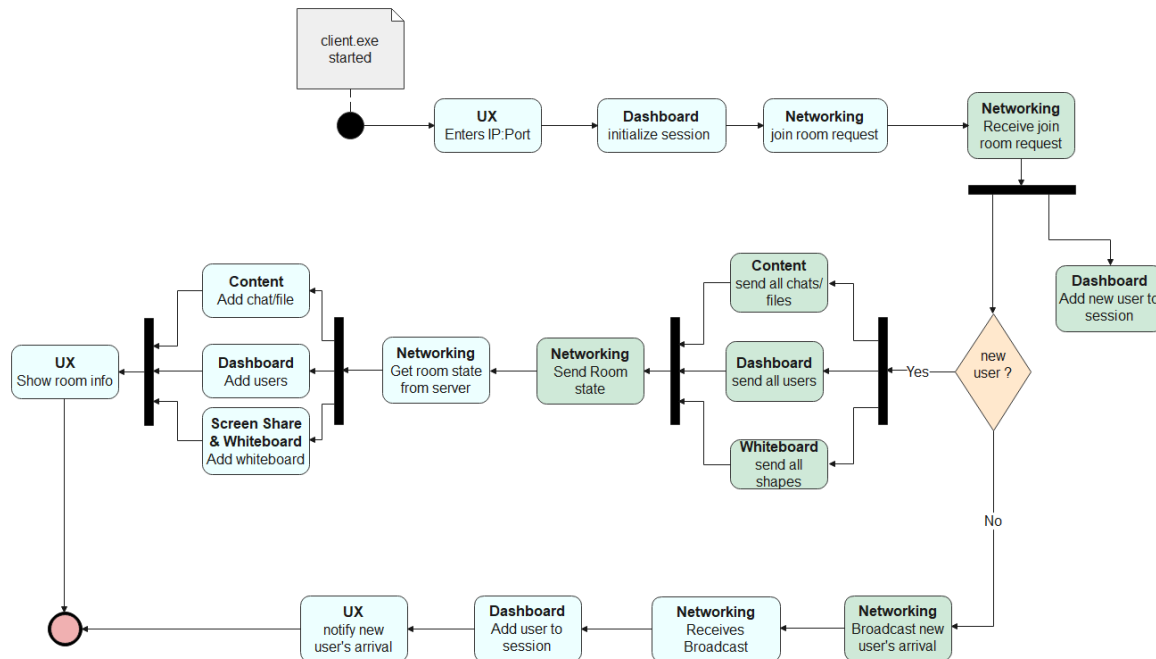 client.exe
started
UX
Enters IP:Port
Dashboard
initialize session
Networking
join room request
Networking
Receive join
room request
Dashboard
Add new user to
session
new
user ?
Yes
No
Content
send all chats/
files
Dashboard
send all users
Whiteboard
send all
shapes
Networking
Send Room
state
Networking
Get room state
from server
Content
Add chat/file
Dashboard
Add users
Screen Share
& Whiteboard
Add whiteboard
UX
Show room info
Networking
Broadcast new
user's arrival
Networking
Receives
Broadcast
Dashboard
Add user to
session
UX
notify new
user's arrival